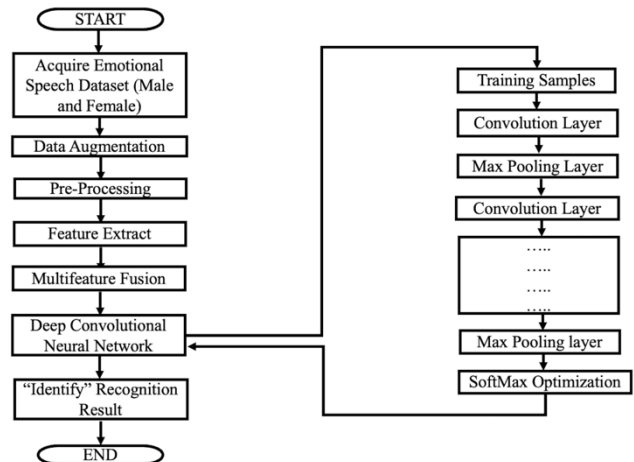 START
Acquire Emotional
Speech Dataset (Male
and Female)
Data Augmentation
Pre-Processing
Feature Extract
Multifeature Fusion
Deep Convolutional
Neural Network
“Identify” Recognition
Result
END
Training Samples
Convolution Layer
Max Pooling Layer
Convolution Layer
…..
…..
…..
…..
Max Pooling layer
SoftMax Optimization